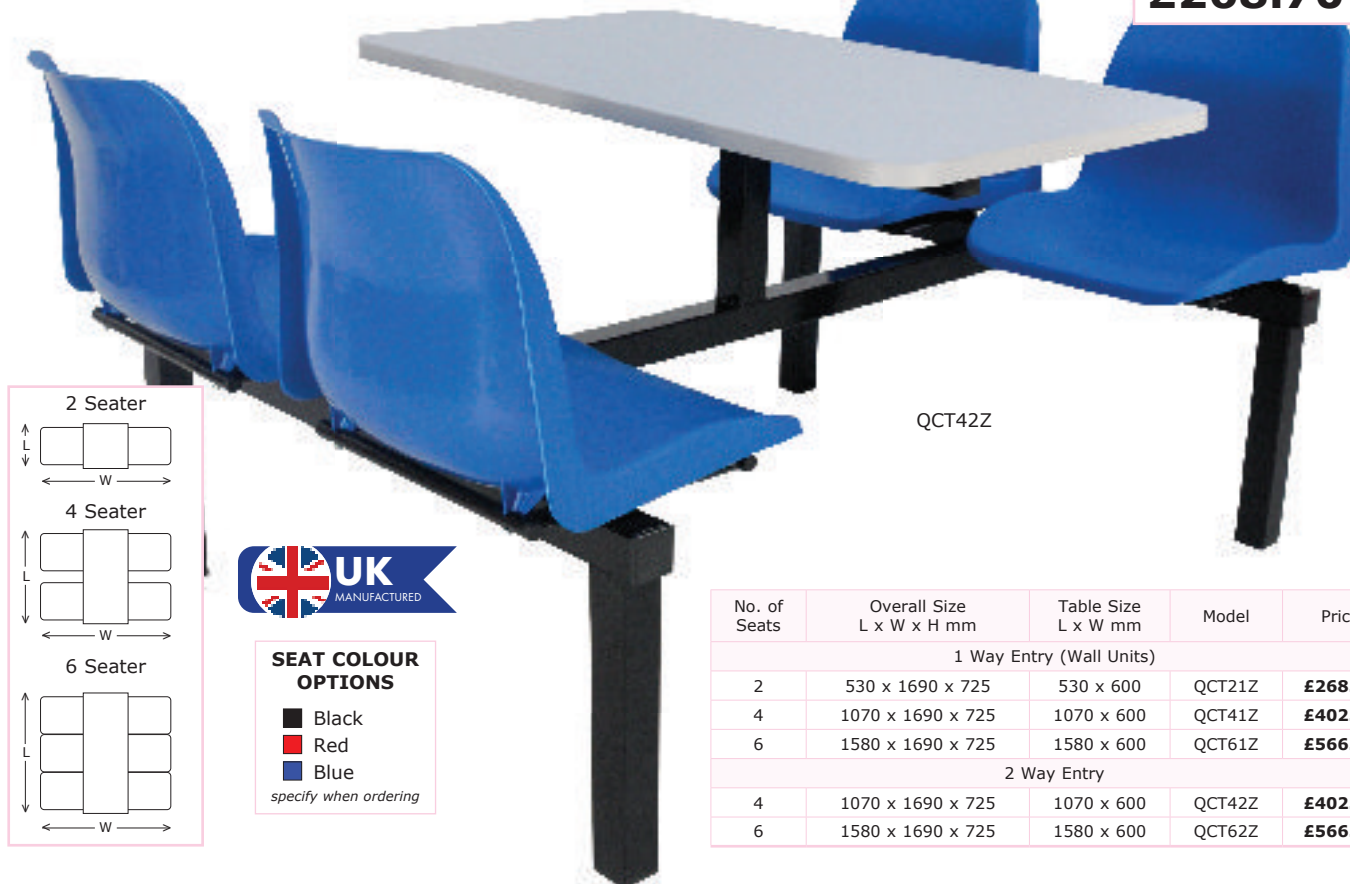 QCT42Z
2 Seater
L
W
4 Seater
L
W
6 Seater
L
W
UK
MANUFACTURED
SEAT COLOUR
OPTIONS
Black
Red
Blue
specify when ordering
No. of Seats Overall Size L x W x H mm Table Size L x W mm Model
1 Way Entry (Wall Units)
2 530 x 1690 x 725 530 x 600 QCT21Z £268
4 1070 x 1690 x 725 1070 x 600 QCT41Z £402
6 1580 x 1690 x 725 1580 x 600 QCT61Z £566
2 Way Entry
4 1070 x 1690 x 725 1070 x 600 QCT42Z £402
6 1580 x 1690 x 725 1580 x 600 QCT62Z £566